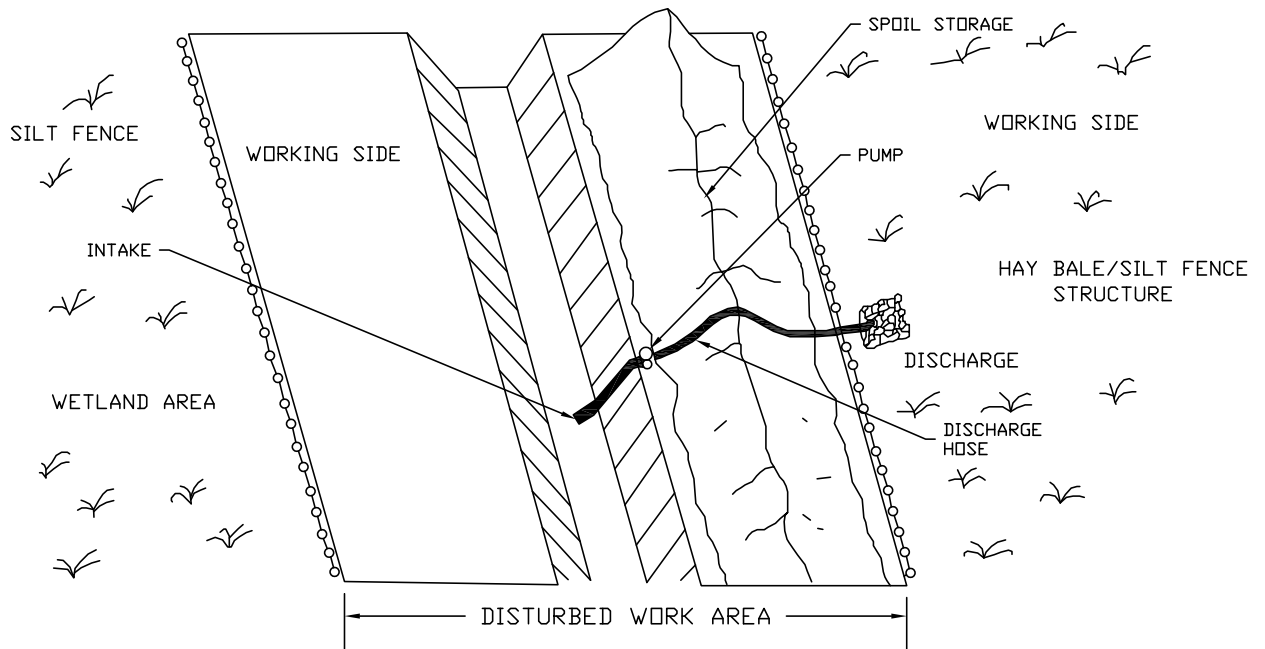 SPOIL STORAGE
SILT FENCE
WORKING SIDE
WORKING SIDE
PUMP
INTAKE
HAY BALE/SILT FENCE
STRUCTURE
DISCHARGE
WETLAND AREA
DISCHARGE
HOSE
DISTURBED WORK AREA